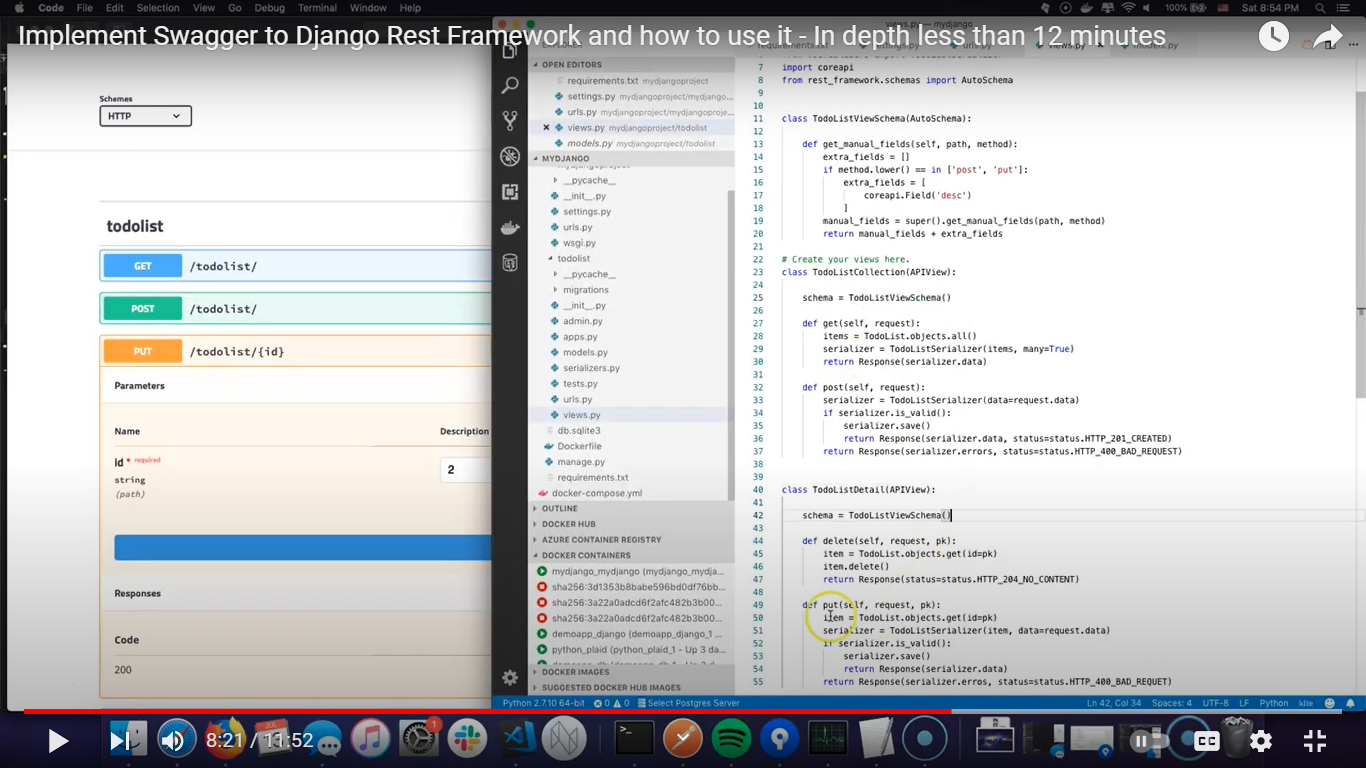 Code File Edit Selection View Go Debug Terminal Window Help
100% Sat 8:54 PM
views.py — mydjango
Implement Swagger to Django Rest Framework and how to use it - In depth less than 12 minutes
Schemes
HTTP
todolist
GET /todolist/
POST /todolist/
PUT /todolist/{id}
Parameters
Name Description
id * required
string
(path)
2
Responses
Code
200
OPEN EDITORS
requirements.txt mydjangoproject
settings.py mydjangoproject/mydjango...
urls.py mydjangoproject/mydjangoproje...
views.py mydjangoproject/todolist
models.py mydjangoproject/todolist
MYDJANGO
__pycache__
__init__.py
settings.py
urls.py
wsgi.py
todolist
__pycache__
migrations
__init__.py
admin.py
apps.py
models.py
serializers.py
tests.py
urls.py
views.py
db.sqlite3
Dockerfile
manage.py
requirements.txt
docker-compose.yml
OUTLINE
DOCKER HUB
AZURE CONTAINER REGISTRY
DOCKER CONTAINERS
mydjango_mydjango (mydjango_mydja...
sha256:3d1353b8babe596bd0df76bb...
sha256:3a22a0adcd6f2afc482b3b00...
sha256:3a22a0adcd6f2afc482b3b00...
demoapp_django (demoapp_django_1 ...
python_plaid (python_plaid_1 - Up 3 da...
DOCKER IMAGES
SUGGESTED DOCKER HUB IMAGES
7 import coreapi
8 from rest_framework.schemas import AutoSchema
9
10
11 class TodoListViewSchema(AutoSchema):
12
13 def get_manual_fields(self, path, method):
14 extra_fields = []
15 if method.lower() == in ['post', 'put']:
16 extra_fields = [
17 coreapi.Field('desc')
18 ]
19 manual_fields = super().get_manual_fields(path, method)
20 return manual_fields + extra_fields
21
22 # Create your views here.
23 class TodoListCollection(APIView):
24
25 schema = TodoListViewSchema()
26
27 def get(self, request):
28 items = TodoList.objects.all()
29 serializer = TodoListSerializer(items, many=True)
30 return Response(serializer.data)
31
32 def post(self, request):
33 serializer = TodoListSerializer(data=request.data)
34 if serializer.is_valid():
35 serializer.save()
36 return Response(serializer.data, status=status.HTTP_201_CREATED)
37 return Response(serializer.errors, status=status.HTTP_400_BAD_REQUEST)
38
39
40 class TodoListDetail(APIView):
41
42 schema = TodoListViewSchema()
43
44 def delete(self, request, pk):
45 item = TodoList.objects.get(id=pk)
46 item.delete()
47 return Response(status=status.HTTP_204_NO_CONTENT)
48
49 def put(self, request, pk):
50 item = TodoList.objects.get(id=pk)
51 serializer = TodoListSerializer(item, data=request.data)
52 if serializer.is_valid():
53 serializer.save()
54 return Response(serializer.data)
55 return Response(serializer.erros, status=status.HTTP_400_BAD_REQUET)
Python 2.7.10 64-bit 0 0 Select Postgres Server Ln 42, Col 34 Spaces: 4 UTF-8 LF Python kite
JUL
1
8:21 / 11:52
CC